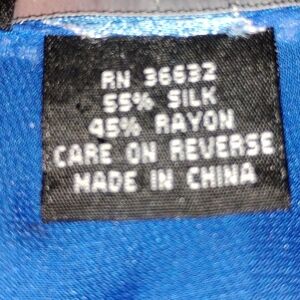 RN 36632
55% SILK
45% RAYON
CARE ON REVERSE
MADE IN CHINA